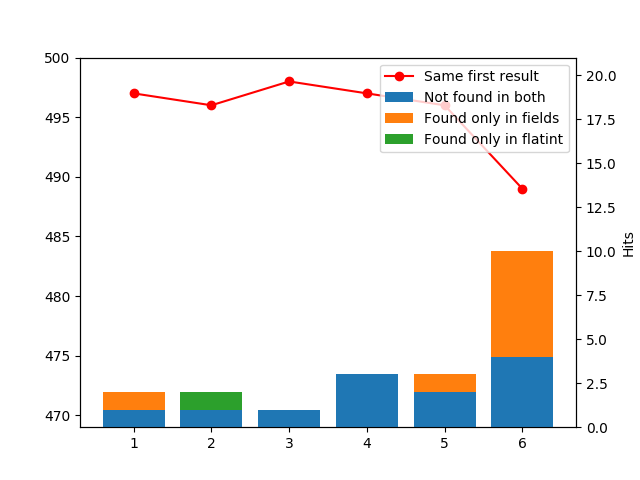 Same first result
Not found in both
Found only in fields
Found only in flatint
500
495
490
485
480
475
470
20.0
17.5
15.0
12.5
10.0
7.5
5.0
2.5
0.0
Hits
1 2 3 4 5 6